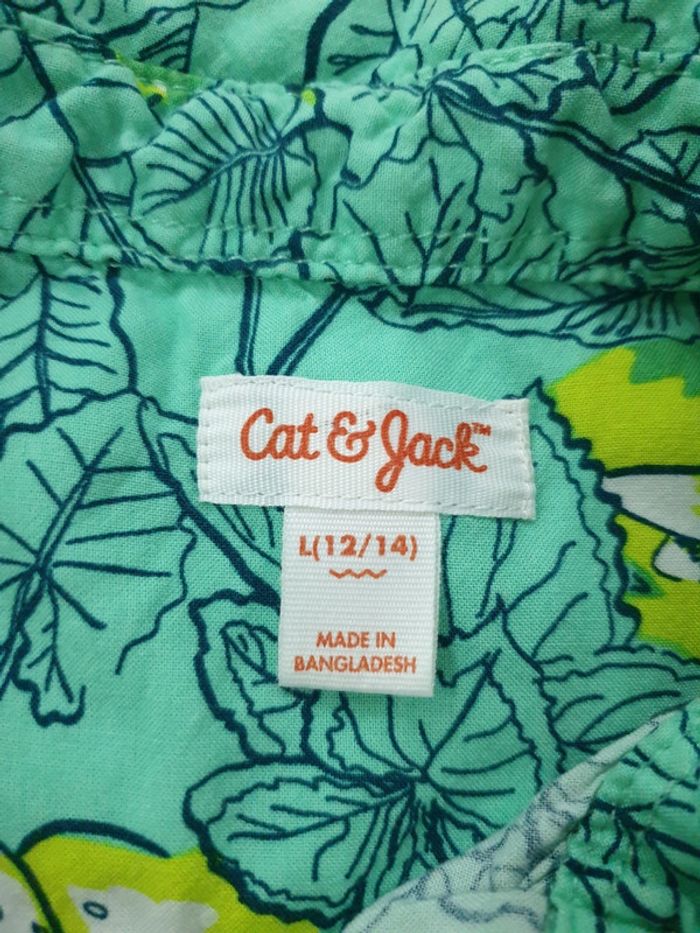 Cat & Jack™
L(12/14)
MADE IN
BANGLADESH